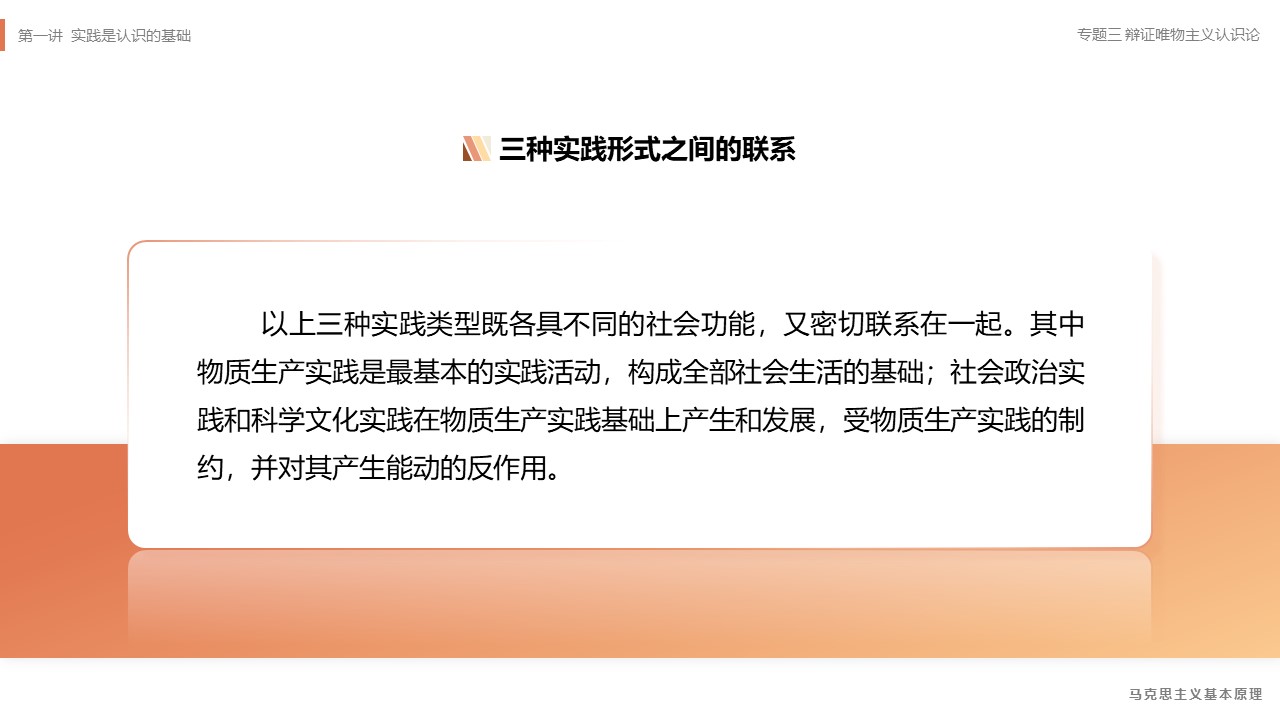 第一讲 实践是认识的基础
专题三 辩证唯物主义认识论
三种实践形式之间的联系
以上三种实践类型既各具不同的社会功能，又密切联系在一起。其中
物质生产实践是最基本的实践活动，构成全部社会生活的基础；社会政治实
践和科学文化实践在物质生产实践基础上产生和发展，受物质生产实践的制
约，并对其产生能动的反作用。
马克思主义基本原理